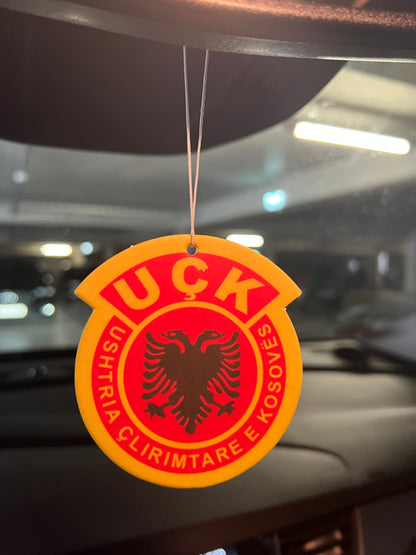 UÇK
USHTRIA ÇLIRIMTARE E KOSOVËS